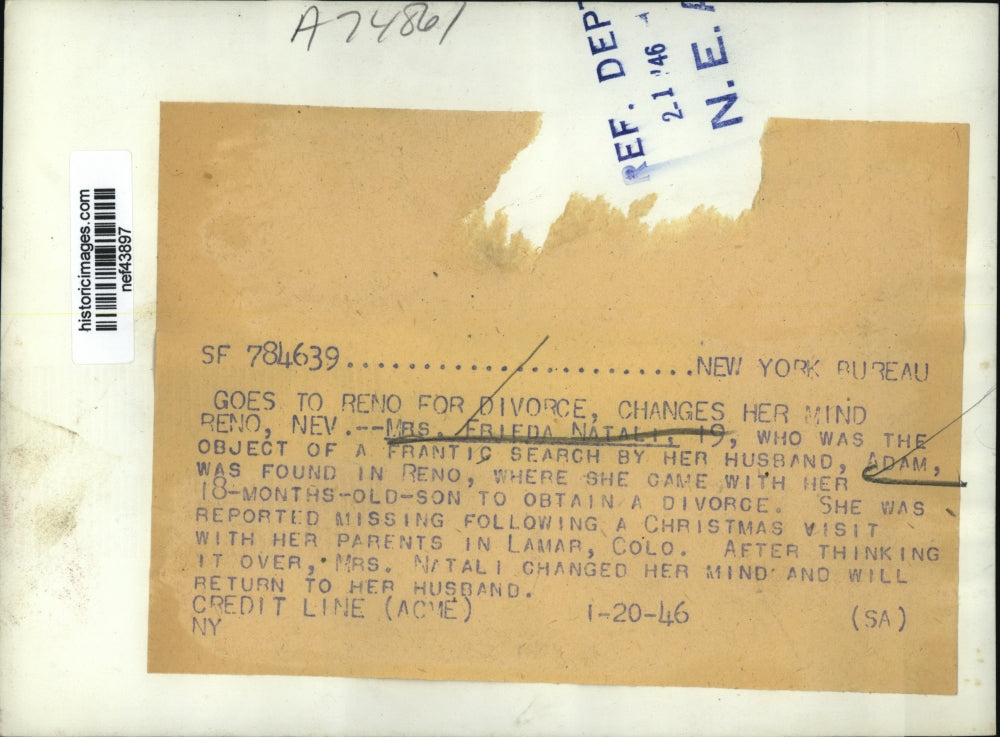 A74861
REF. DEP
2-1 '46
N. E.
historicimages.com
nef43897
SF 784639........................NEW YORK BUREAU
GOES TO RENO FOR DIVORCE, CHANGES HER MIND
RENO, NEV.--MRS. FRIEDA NATALI, 19, WHO WAS THE
OBJECT OF A FRANTIC SEARCH BY HER HUSBAND, ADAM,
WAS FOUND IN RENO, WHERE SHE CAME WITH HER
18-MONTHS-OLD-SON TO OBTAIN A DIVORCE. SHE WAS
REPORTED MISSING FOLLOWING A CHRISTMAS VISIT
WITH HER PARENTS IN LAMAR, COLO. AFTER THINKING
IT OVER, MRS. NATALI CHANGED HER MIND AND WILL
RETURN TO HER HUSBAND.
CREDIT LINE (ACME) 1-20-46 (SA)
NY